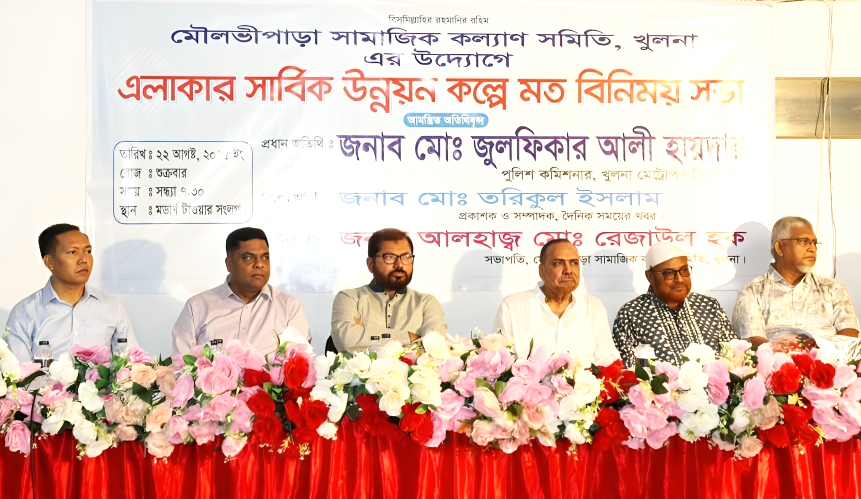 বিসমিল্লাহির রহমানির রহিম
মৌলভীপাড়া সামাজিক কল্যাণ সমিতি, খুলনা
এর উদ্যোগে
এলাকার সার্বিক উন্নয়ন কল্পে মত বিনিময় সভা
আমন্ত্রিত অতিথিবৃন্দ
প্রধান অতিথি : জনাব মোঃ জুলফিকার আলী হায়দার
পুলিশ কমিশনার, খুলনা
তারিখ : ২২ আগষ্ট, ইং
রোজ : শুক্রবার
সময় : সন্ধ্যা ৭:৩০
স্থান : মডার্ণ টাওয়ার সংলগ্ন
জনাব মোঃ তরিকুল ইসলাম
প্রকাশক ও সম্পাদক, দৈনিক সময়ের খবর।
আলহাজ্ব মোঃ রেজাউল হক
সভাপতি, সামাজিক খুলনা।